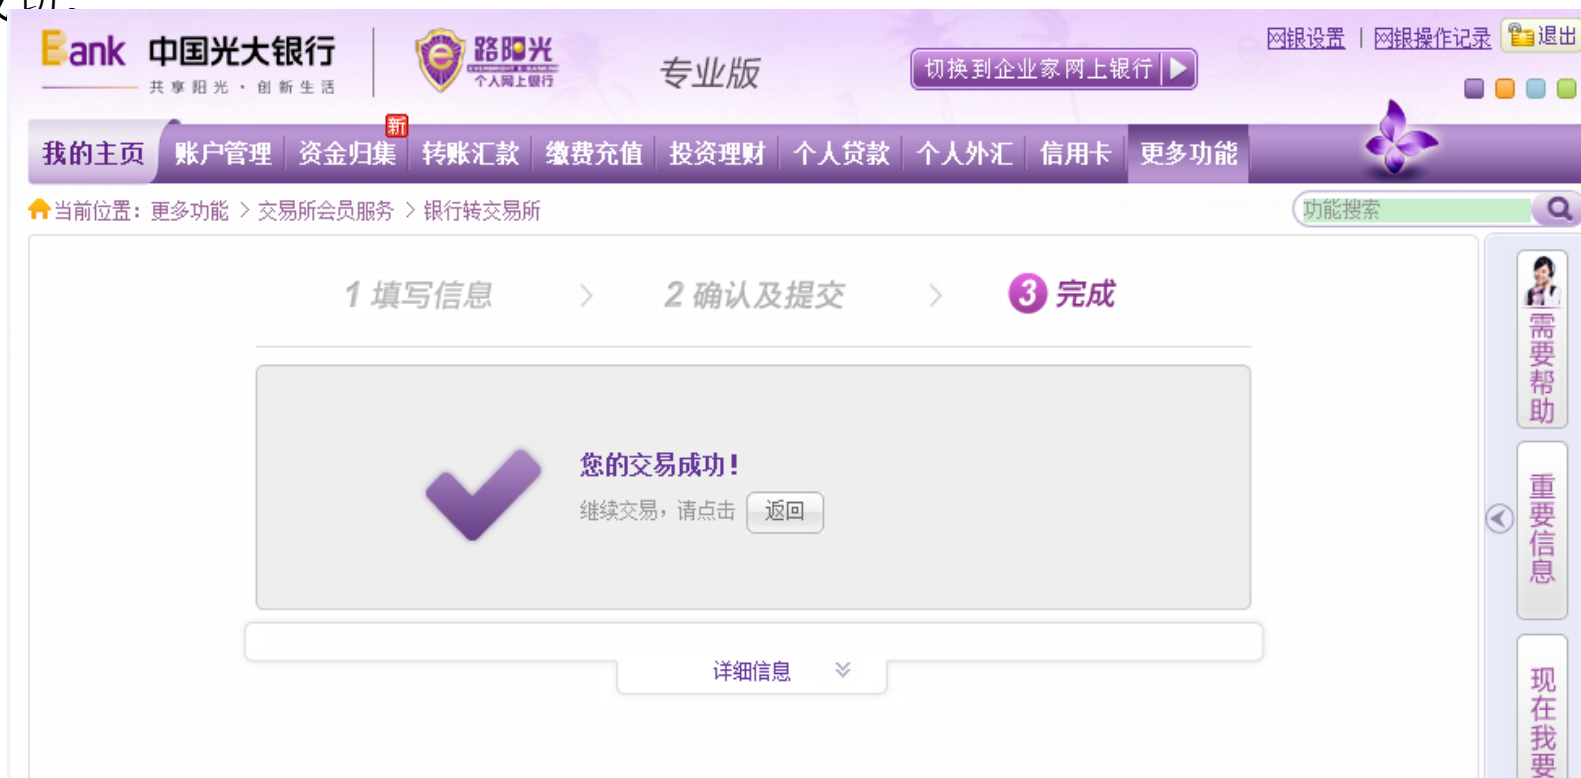 Bank 中国光大银行
共享阳光·创新生活
e路阳光
EVERBRIGHT E-BANKING
个人网上银行
专业版
切换到企业家网上银行
网银设置 | 网银操作记录 退出
我的主页 账户管理 资金归集 新 转账汇款 缴费充值 投资理财 个人贷款 个人外汇 信用卡 更多功能
当前位置：更多功能 > 交易所会员服务 > 银行转交易所
功能搜索
1 填写信息 > 2 确认及提交 > 3 完成
您的交易成功！
继续交易，请点击 返回
详细信息
需要帮助
重要信息
现在我要